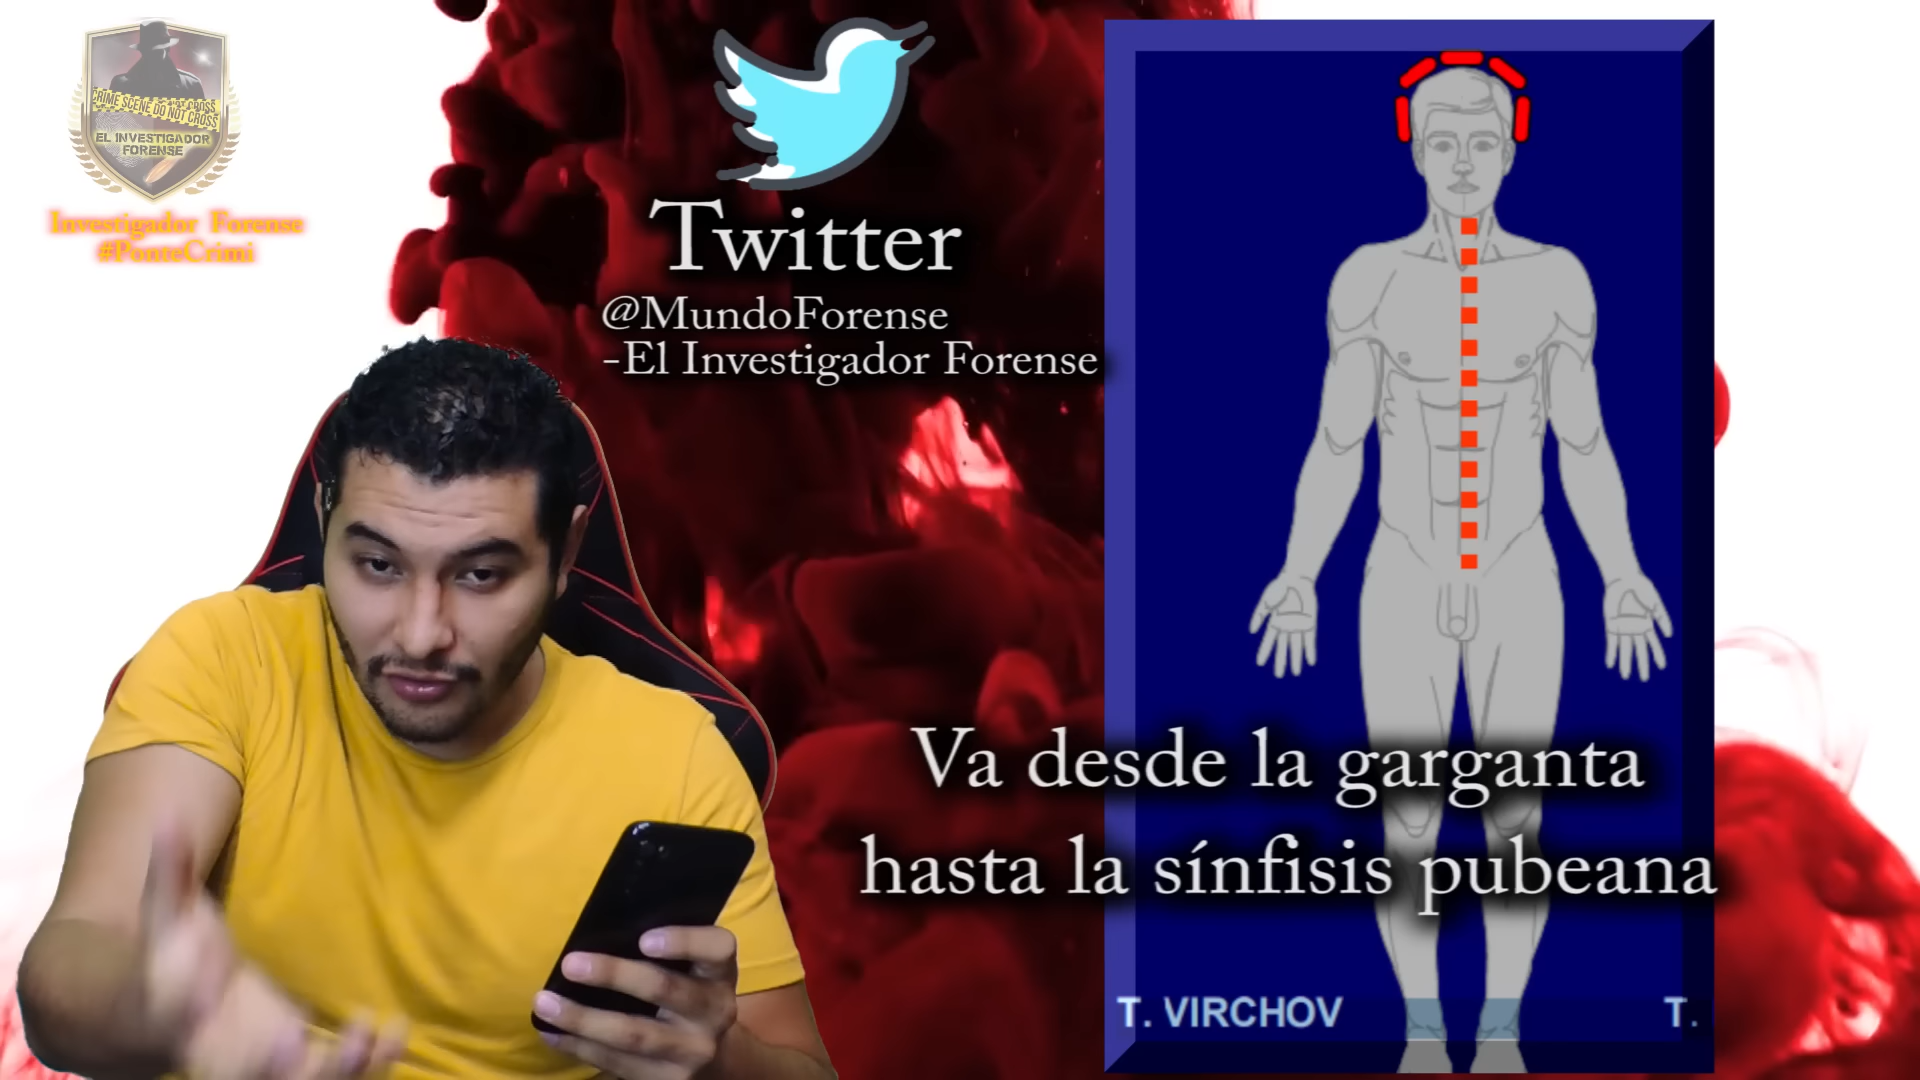 CRIME SCENE DO NOT CROSS
EL INVESTIGADOR
FORENSE
Investigador Forense
#PonteCrimi
Twitter
@MundoForense
-El Investigador Forense
Va desde la garganta
hasta la sínfisis pubeana
T. VIRCHOV
T.